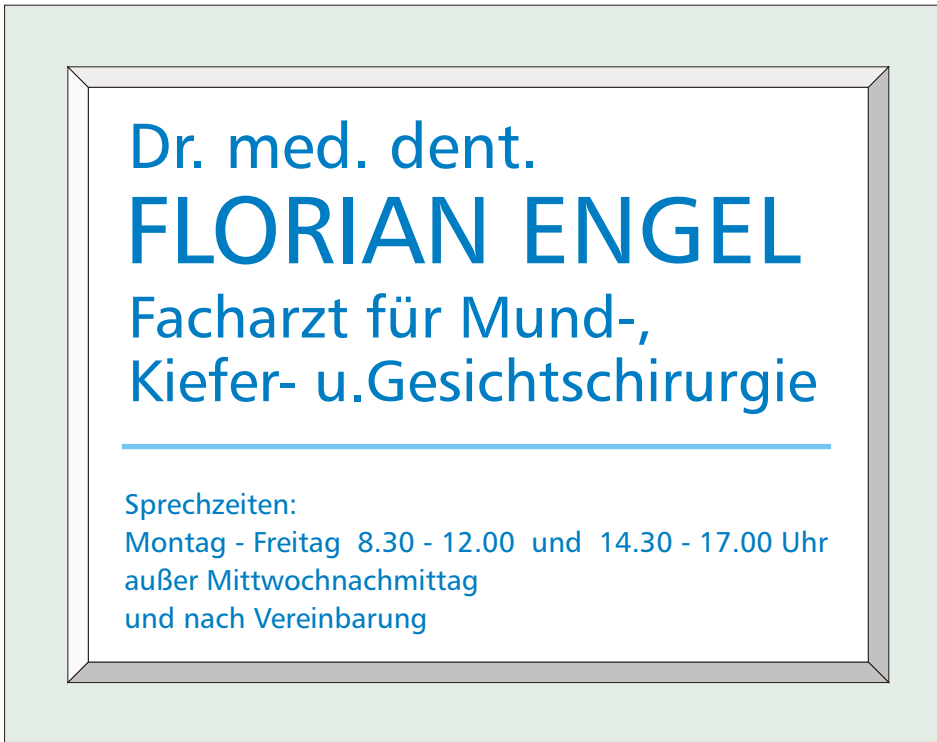 Dr. med. dent.
FLORIAN ENGEL
Facharzt für Mund-,
Kiefer- u.Gesichtschirurgie
Sprechzeiten:
Montag - Freitag 8.30 - 12.00 und 14.30 - 17.00 Uhr
außer Mittwochnachmittag
und nach Vereinbarung